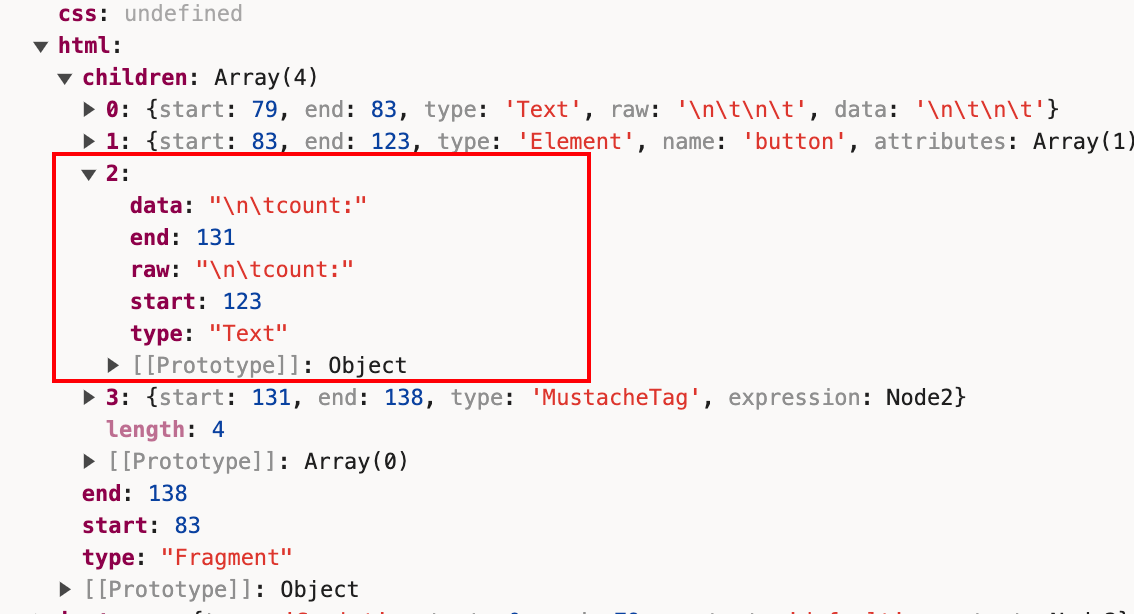 css: undefined
html:
children: Array(4)
0: {start: 79, end: 83, type: 'Text', raw: '\n\t\n\t', data: '\n\t\n\t'}
1: {start: 83, end: 123, type: 'Element', name: 'button', attributes: Array(1)
2:
data: "\n\tcount:"
end: 131
raw: "\n\tcount:"
start: 123
type: "Text"
[[Prototype]]: Object
3: {start: 131, end: 138, type: 'MustacheTag', expression: Node2}
length: 4
[[Prototype]]: Array(0)
end: 138
start: 83
type: "Fragment"
[[Prototype]]: Object